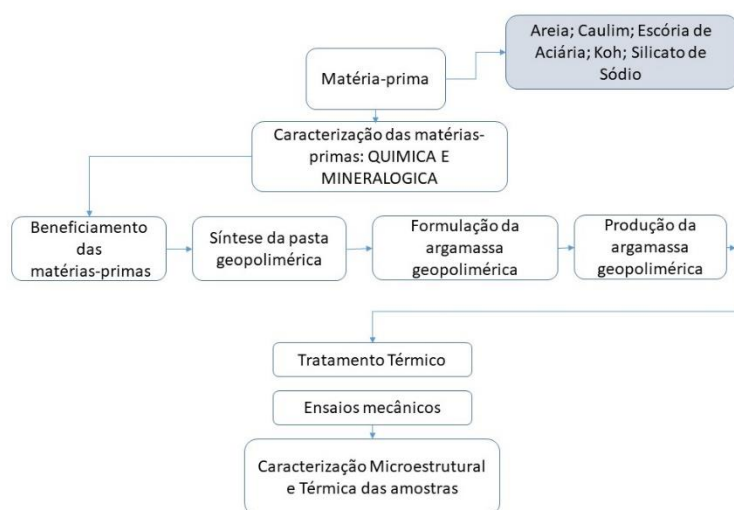 Areia; Caulim; Escória de
Aciária; Koh; Silicato de
Sódio
Matéria-prima
Caracterização das matérias-
primas: QUIMICA E
MINERALOGICA
Beneficiamento
das
matérias-primas
Síntese da pasta
geopolimérica
Formulação da
argamassa
geopolimérica
Produção da
argamassa
geopolimérica
Tratamento Térmico
Ensaios mecânicos
Caracterização Microestrutural
e Térmica das amostras